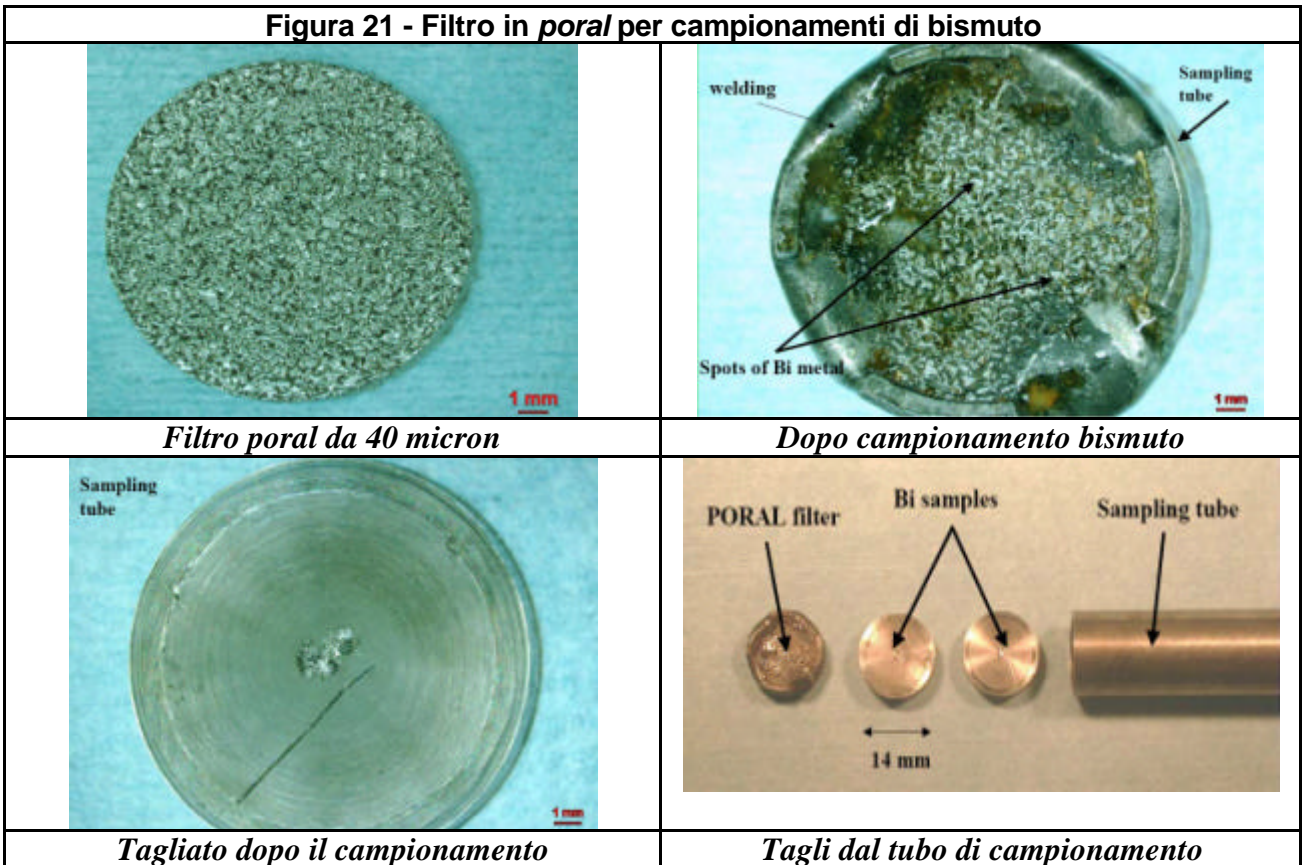 Figura 21 - Filtro in poral per campionamenti di bismuto
1 mm
welding
Sampling
tube
Spots of Bi metal
1 mm
Filtro poral da 40 micron
Dopo campionamento bismuto
Sampling
tube
1 mm
PORAL filter
Bi samples
Sampling tube
14 mm
Tagliato dopo il campionamento
Tagli dal tubo di campionamento